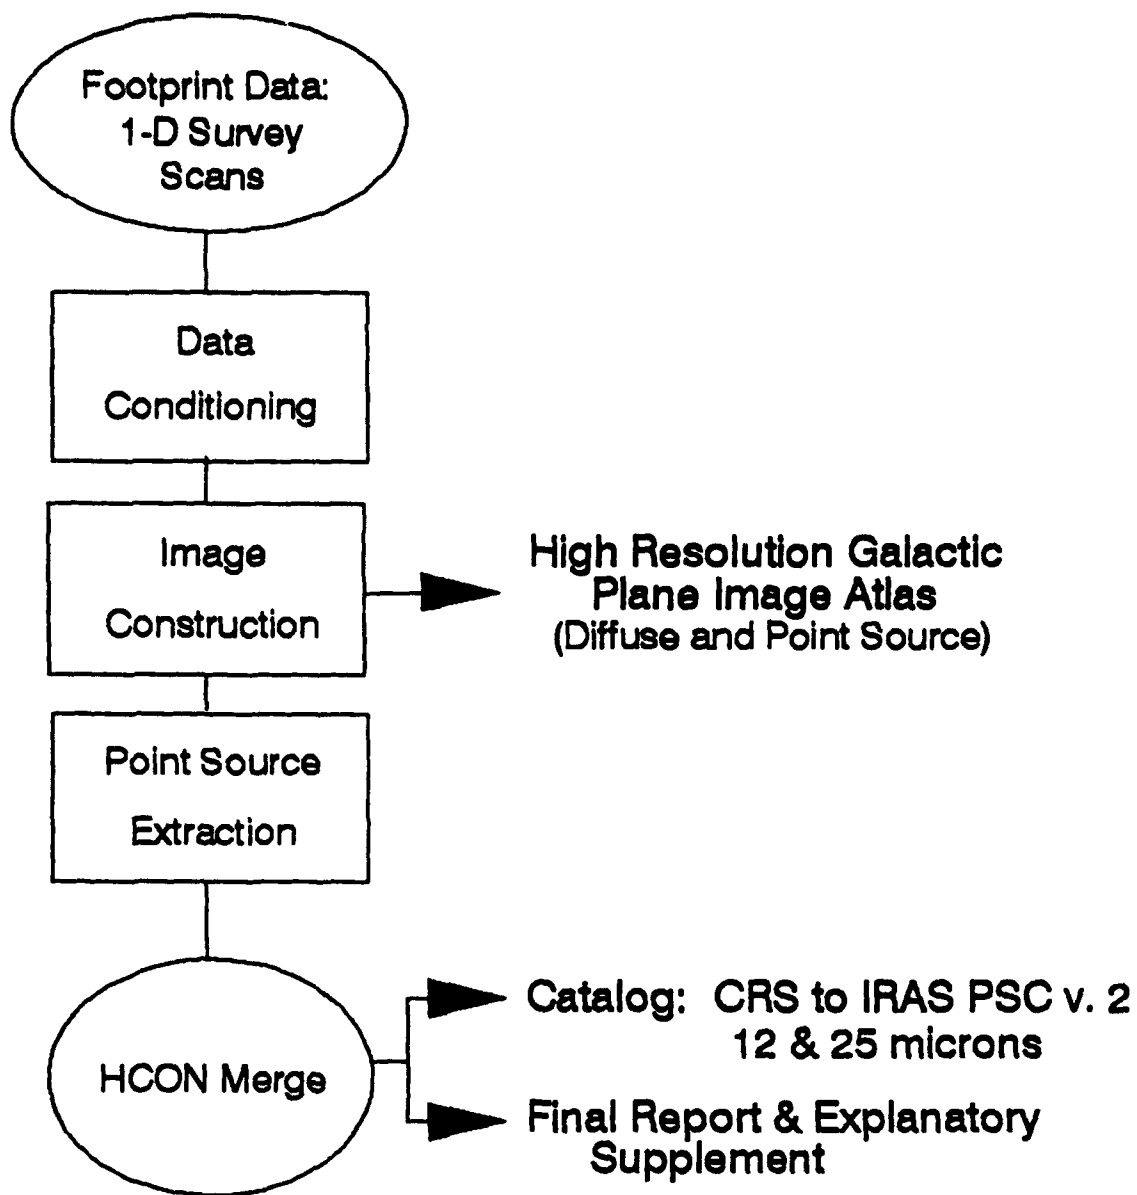 Footprint Data:
1-D Survey
Scans
Data
Conditioning
Image
Construction
High Resolution Galactic
Plane Image Atlas
(Diffuse and Point Source)
Point Source
Extraction
HCON Merge
Catalog: CRS to IRAS PSC v. 2
12 & 25 microns
Final Report & Explanatory
Supplement